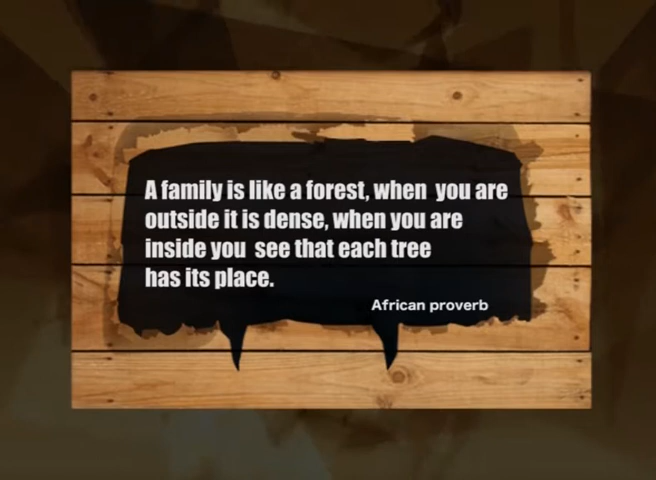 A family is like a forest, when you are
outside it is dense, when you are
inside you see that each tree
has its place.
African proverb